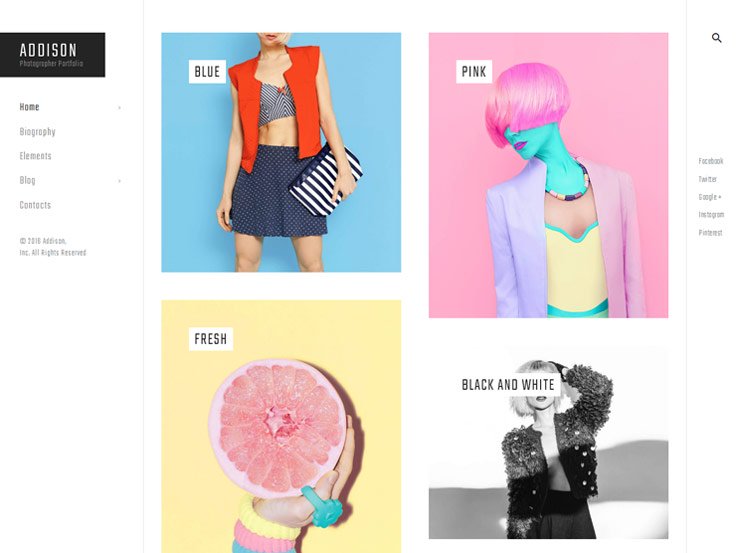 ADDISON
Photographer Portfolio
Home
Biography
Elements
Blog
Contacts
© 2016 Addison,
Inc. All Rights Reserved
BLUE
PINK
FRESH
BLACK AND WHITE
Facebook
Twitter
Google +
Instagram
Pinterest